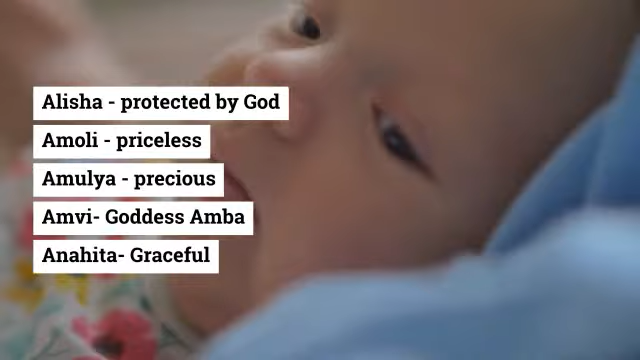 Alisha - protected by God
Amoli - priceless
Amulya - precious
Amvi- Goddess Amba
Anahita- Graceful